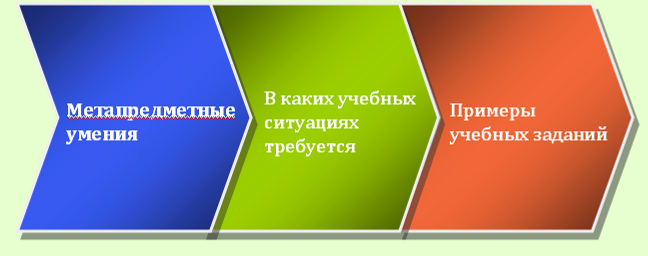 Метапредметные
умения
В каких учебных
ситуациях
требуется
Примеры
учебных заданий